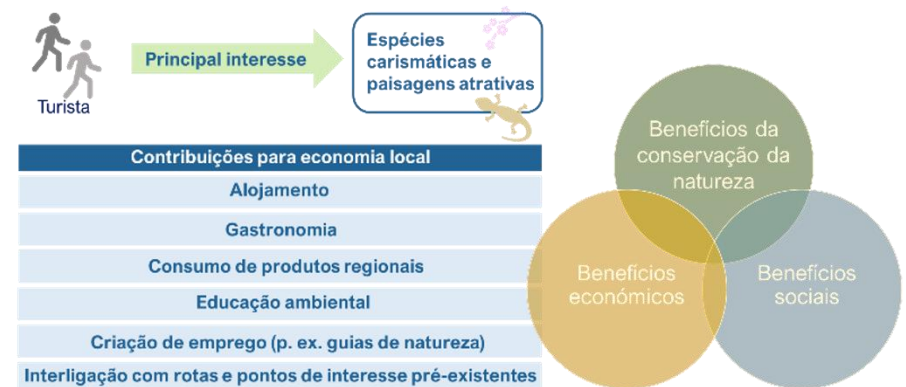 Turista
Principal interesse
Espécies
carismáticas e
paisagens atrativas
Contribuições para economia local
Alojamento
Gastronomia
Consumo de produtos regionais
Educação ambiental
Criação de emprego (p. ex. guias de natureza)
Interligação com rotas e pontos de interesse pré-existentes
Benefícios da
conservação da
natureza
Benefícios
económicos
Benefícios
sociais